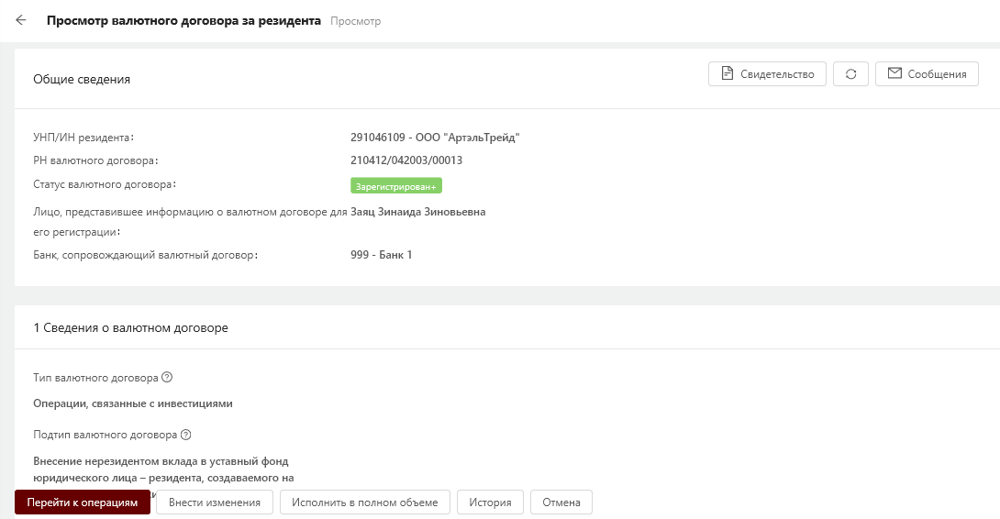 Просмотр валютного договора за резидента Просмотр
Общие сведения
Свидетельство
Сообщения
УНП/ИН резидента: 291046109 - ООО "АртэльТрейд"
РН валютного договора: 210412/042003/00013
Статус валютного договора: Зарегистрирован+
Лицо, представившее информацию о валютном договоре для Заяц Зинаида Зиновьевна
его регистрации:
Банк, сопровождающий валютный договор: 999 - Банк 1
1 Сведения о валютном договоре
Тип валютного договора
Операции, связанные с инвестициями
Подтип валютного договора
Внесение нерезидентом вклада в уставный фонд
юридического лица – резидента, создаваемого на
Перейти к операциям Внести изменения Исполнить в полном объеме История Отмена